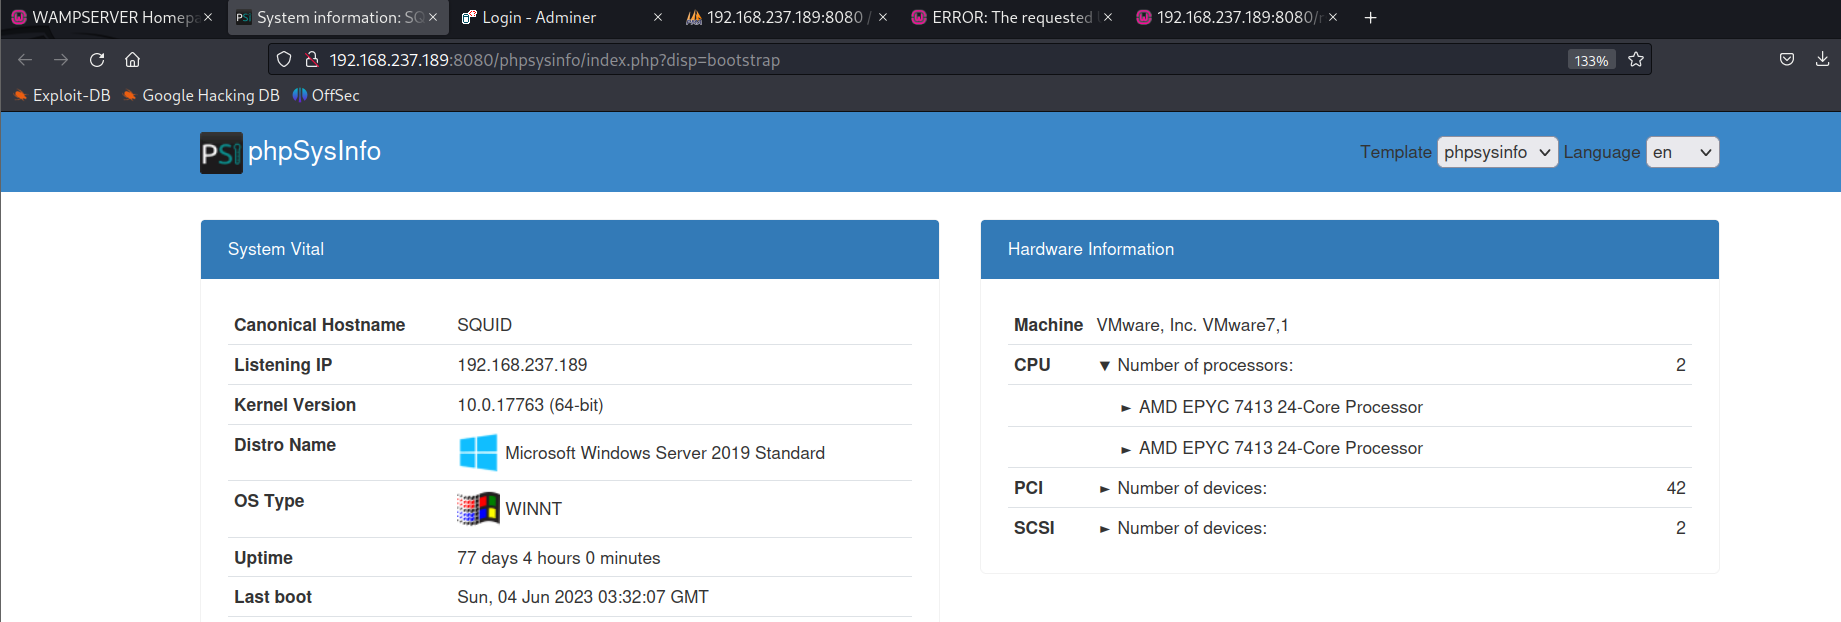 WAMPSERVER Homepa
System information: SQ
Login - Adminer
192.168.237.189:8080 /
ERROR: The requested
192.168.237.189:8080/
192.168.237.189:8080/phpsysinfo/index.php?disp=bootstrap
133%
Exploit-DB
Google Hacking DB
OffSec
PSi phpSysInfo
Template phpsysinfo Language en
System Vital
Canonical Hostname SQUID
Listening IP 192.168.237.189
Kernel Version 10.0.17763 (64-bit)
Distro Name Microsoft Windows Server 2019 Standard
OS Type WINNT
Uptime 77 days 4 hours 0 minutes
Last boot Sun, 04 Jun 2023 03:32:07 GMT
Hardware Information
Machine VMware, Inc. VMware7,1
CPU Number of processors: 2
AMD EPYC 7413 24-Core Processor
AMD EPYC 7413 24-Core Processor
PCI Number of devices: 42
SCSI Number of devices: 2